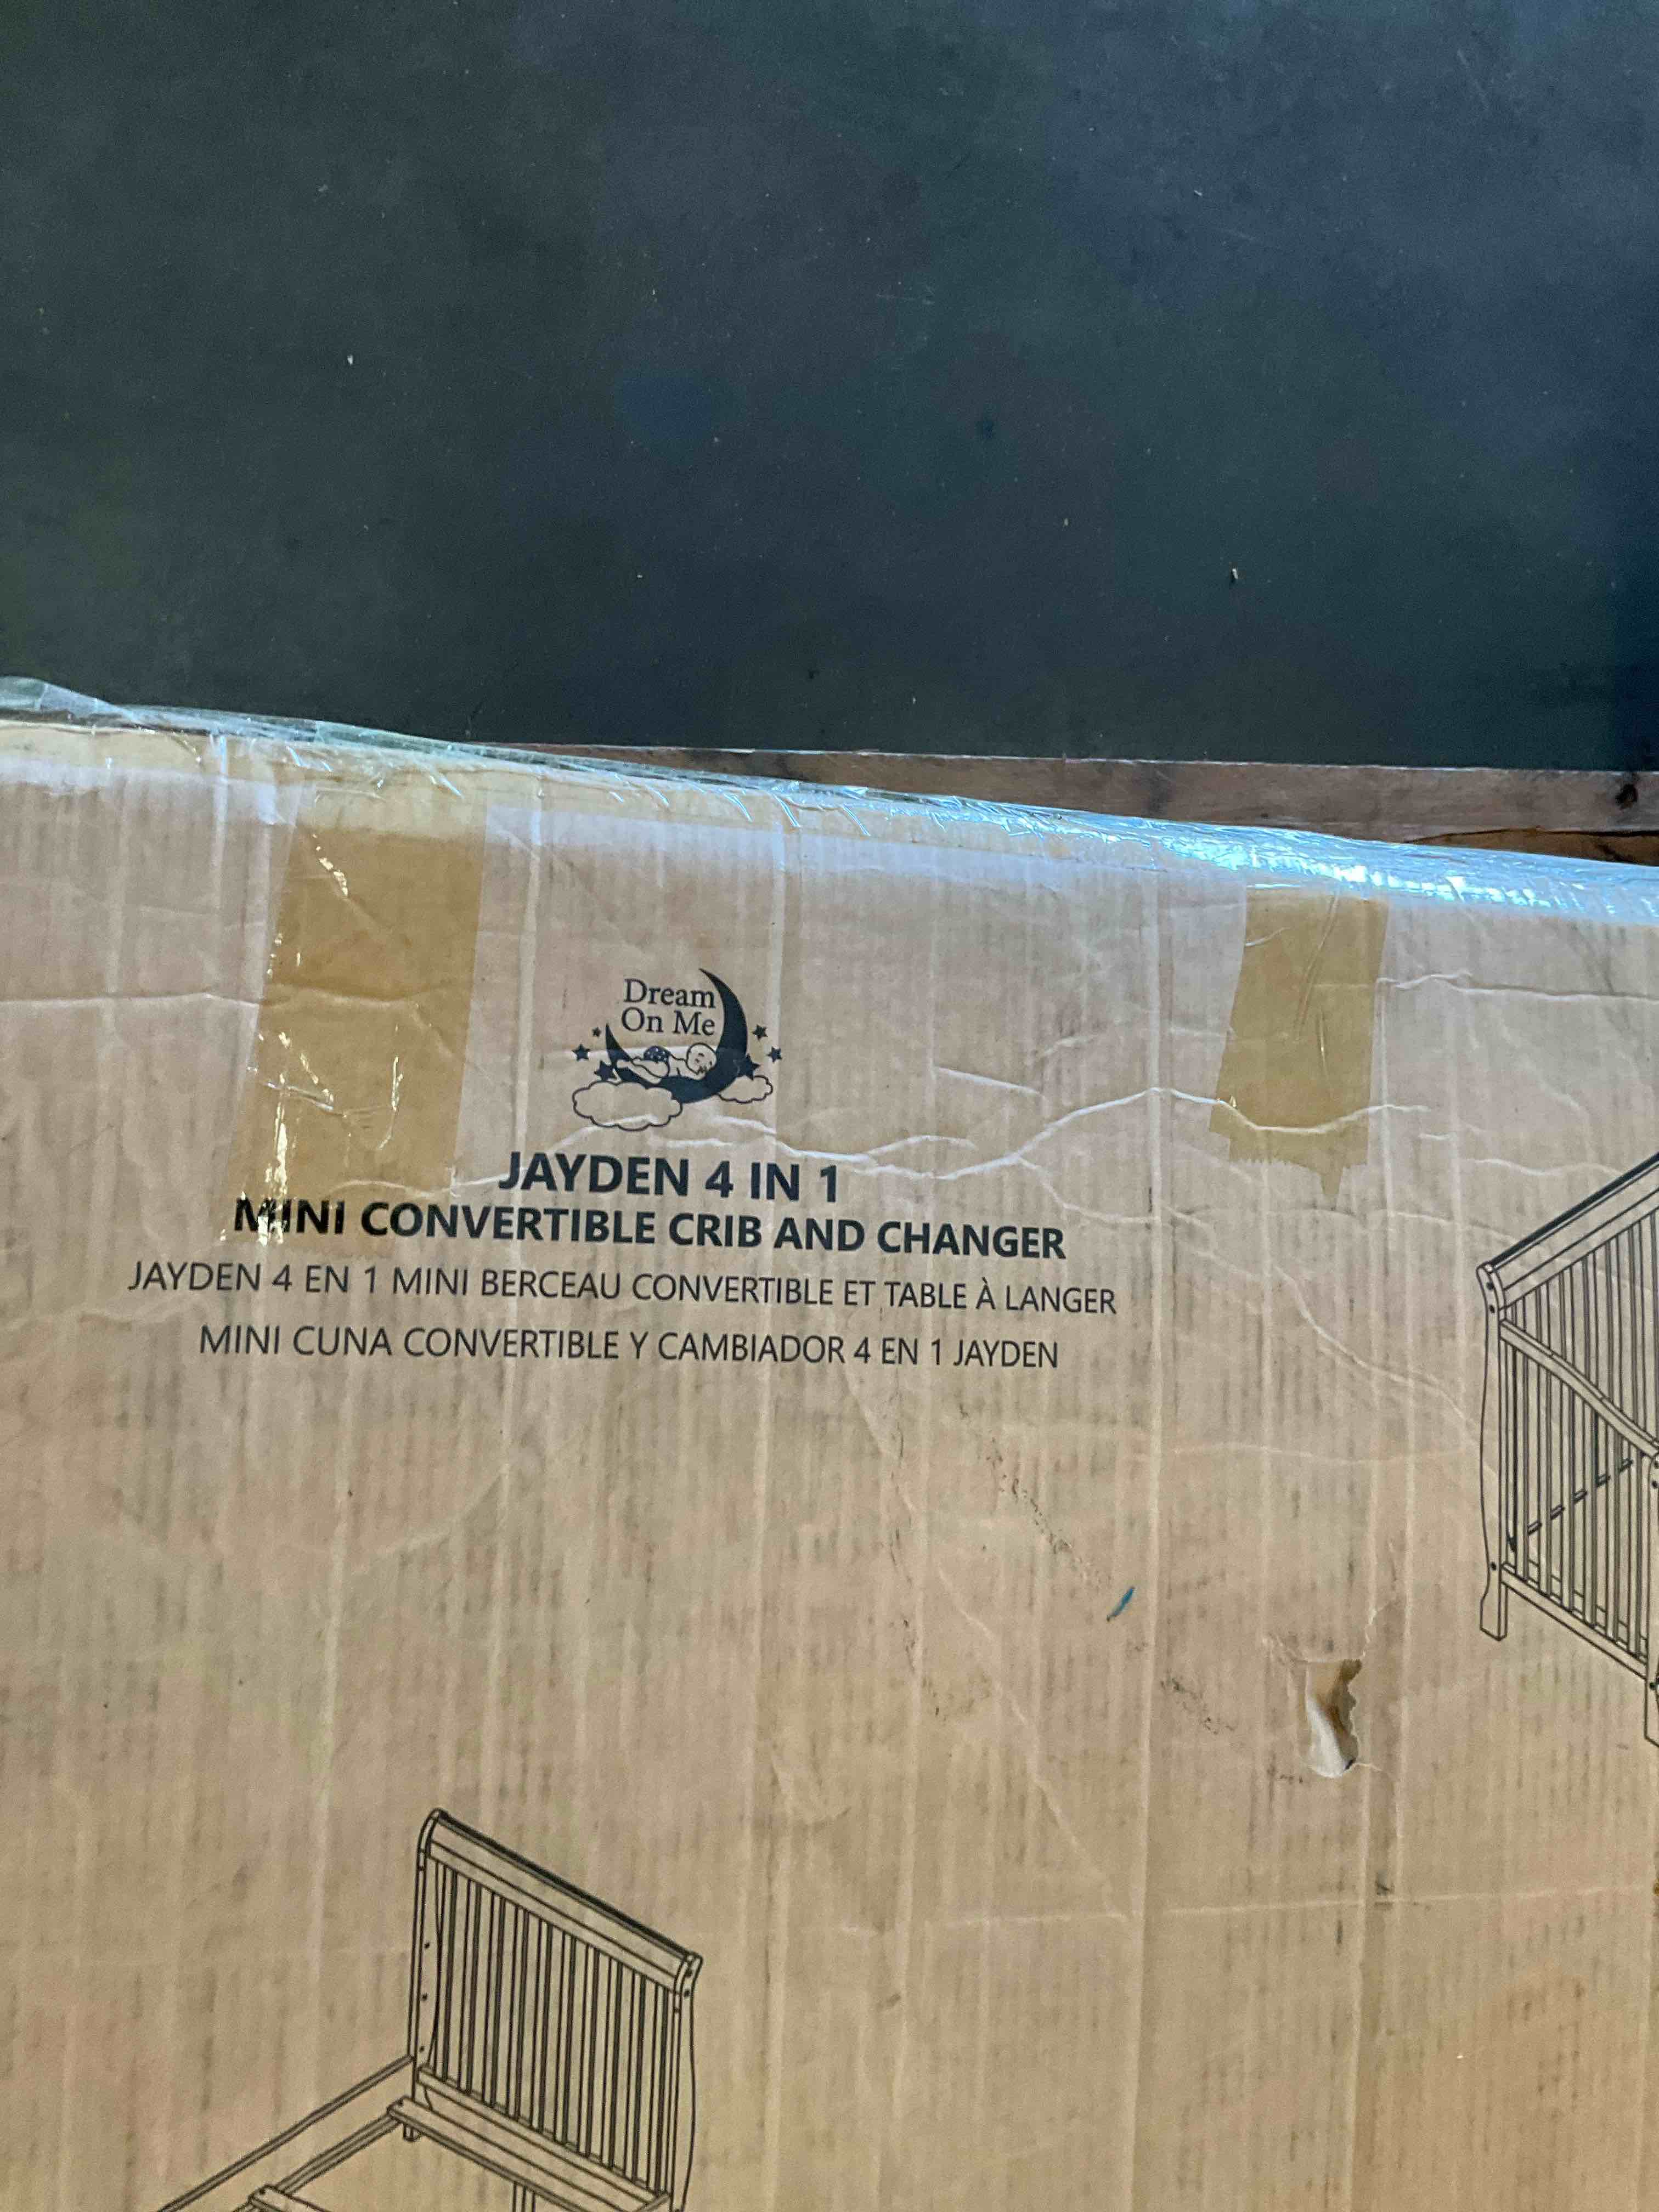 Dream
On Me
JAYDEN 4 IN 1
MINI CONVERTIBLE CRIB AND CHANGER
JAYDEN 4 EN 1 MINI BERCEAU CONVERTIBLE ET TABLE À LANGER
MINI CUNA CONVERTIBLE Y CAMBIADOR 4 EN 1 JAYDEN